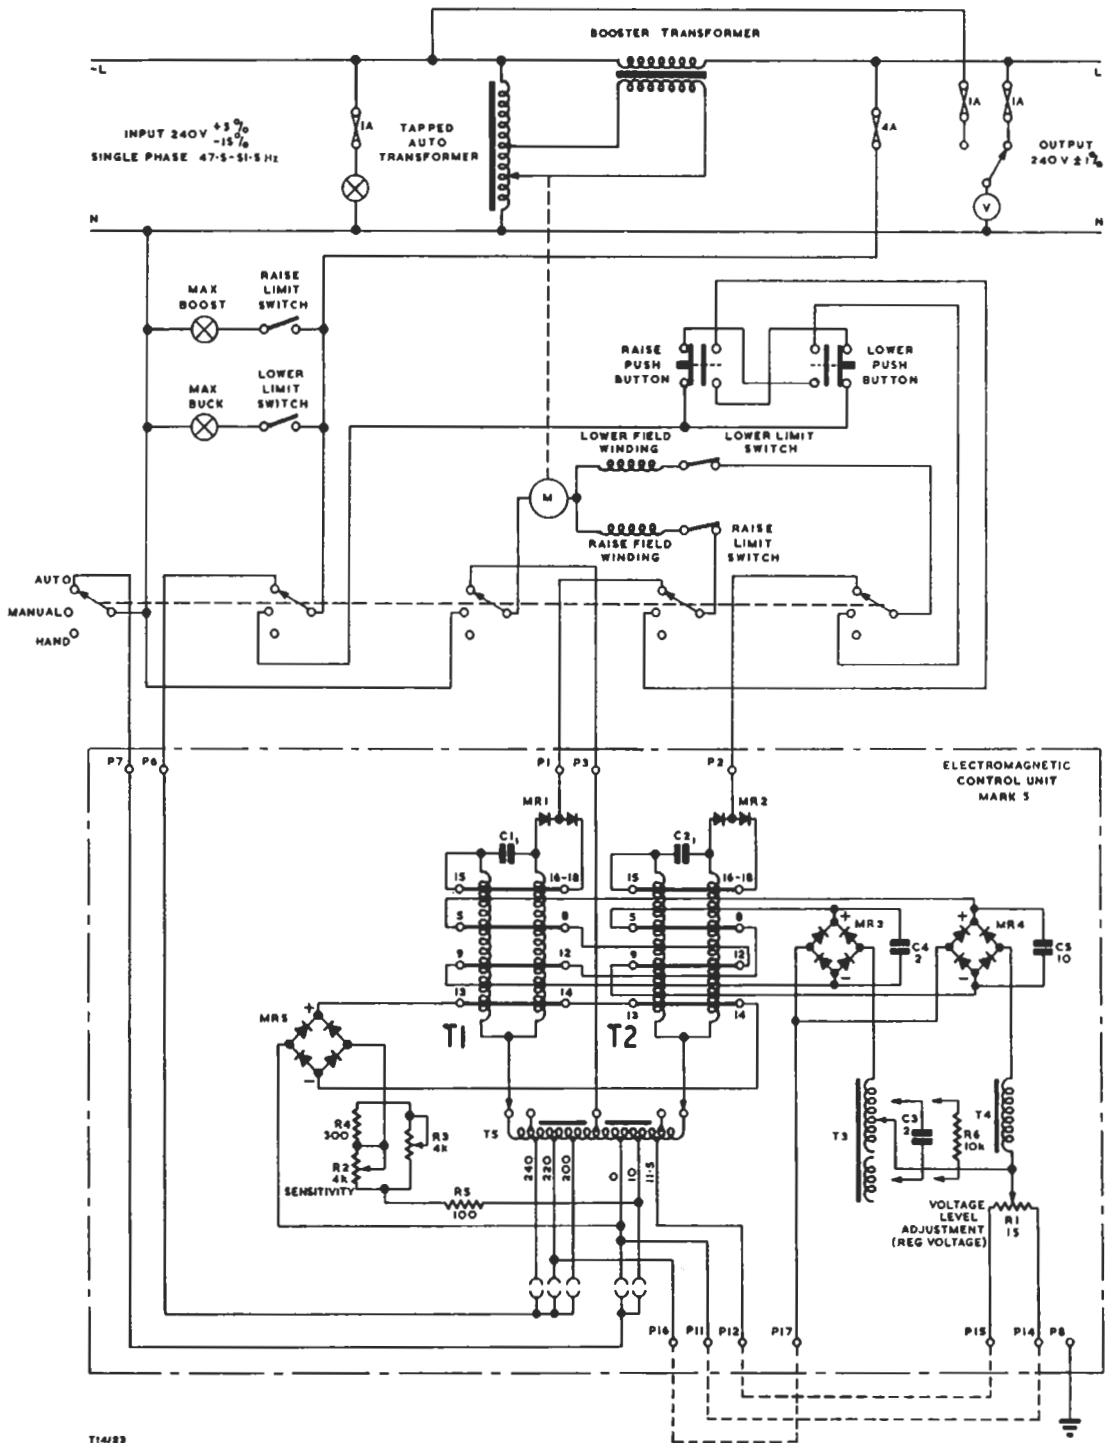 BOOSTER TRANSFORMER
~L
L
INPUT 240V +5%
-15%
SINGLE PHASE 47·5-51·5 Hz
1A
TAPPED
AUTO
TRANSFORMER
4A
1A
1A
OUTPUT
240V ±1%
V
N
N
MAX
BOOST
RAISE
LIMIT
SWITCH
MAX
BUCK
LOWER
LIMIT
SWITCH
RAISE
PUSH
BUTTON
LOWER
PUSH
BUTTON
LOWER FIELD
WINDING
LOWER LIMIT
SWITCH
M
RAISE FIELD
WINDING
RAISE
LIMIT
SWITCH
AUTO
MANUAL
HAND
P7
P6
P1
P3
P2
ELECTROMAGNETIC
CONTROL UNIT
MARK 5
MR1
MR2
C1,
C2,
15
16-18
15
16-18
5
8
5
8
9
12
9
12
13
14
13
14
T1
T2
+
MR3
-
C4
2
+
MR4
-
C5
10
MR5
+
-
R4
300
R3
4k
R2
4k
SENSITIVITY
R5
100
T5
240
220
200
0
10
11·5
T3
C3
2
R6
10k
T4
VOLTAGE
LEVEL
ADJUSTMENT
(REG VOLTAGE)
R1
15
P16
P11
P12
P17
P15
P14
P8
T14/23